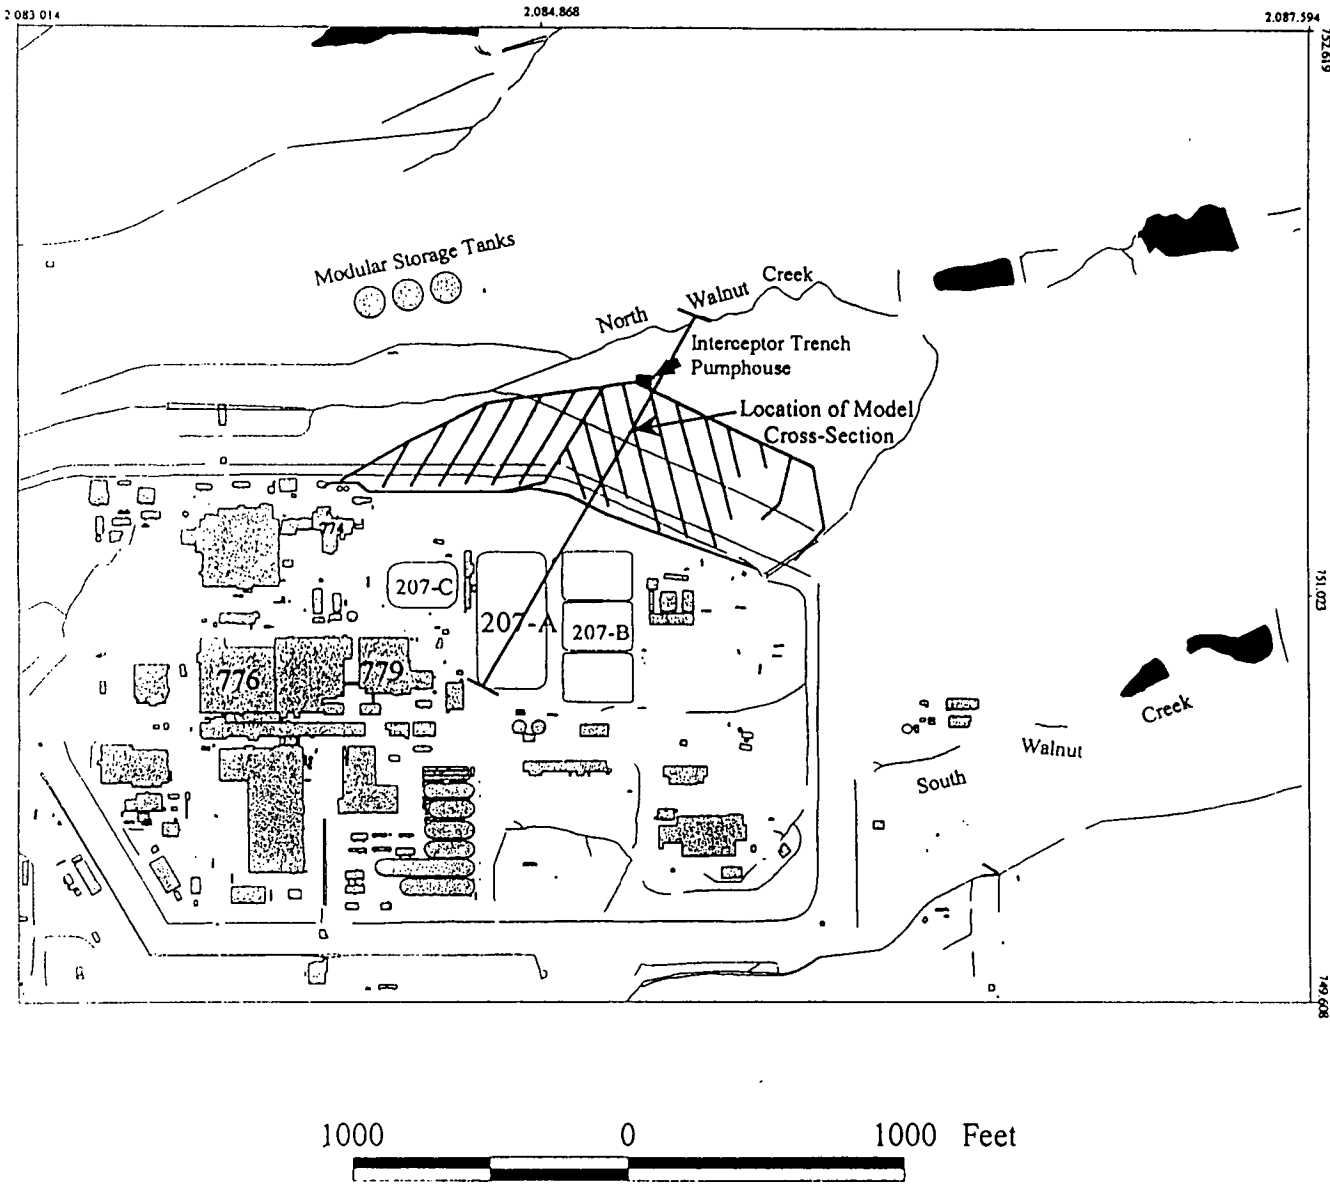 2 083 014
2,084.868
2,087.594
752,619
Modular Storage Tanks
North Walnut Creek
Interceptor Trench
Pumphouse
Location of Model
Cross-Section
774
207-C
207-A
207-B
751,023
776
779
South Walnut Creek
749,608
1000 0 1000 Feet